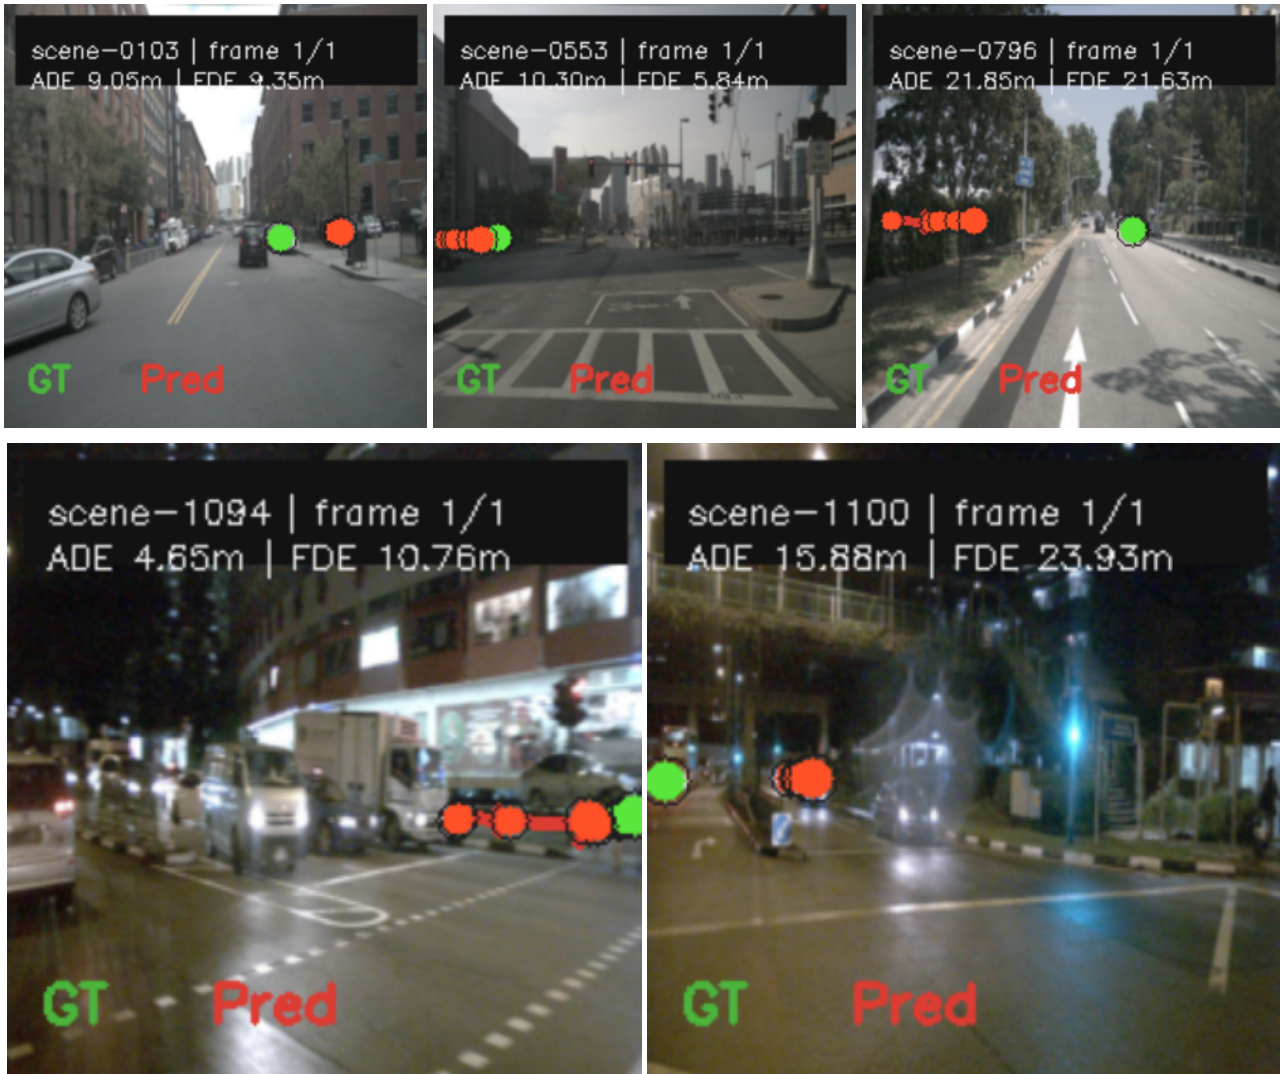 scene-0103 | frame 1/1
ADE 9.05m | FDE 9.35m
GT Pred
scene-0553 | frame 1/1
ADE 10.30m | FDE 5.84m
GT Pred
scene-0796 | frame 1/1
ADE 21.85m | FDE 21.63m
GT Pred
scene-1094 | frame 1/1
ADE 4.65m | FDE 10.76m
GT Pred
scene-1100 | frame 1/1
ADE 15.88m | FDE 23.93m
GT Pred